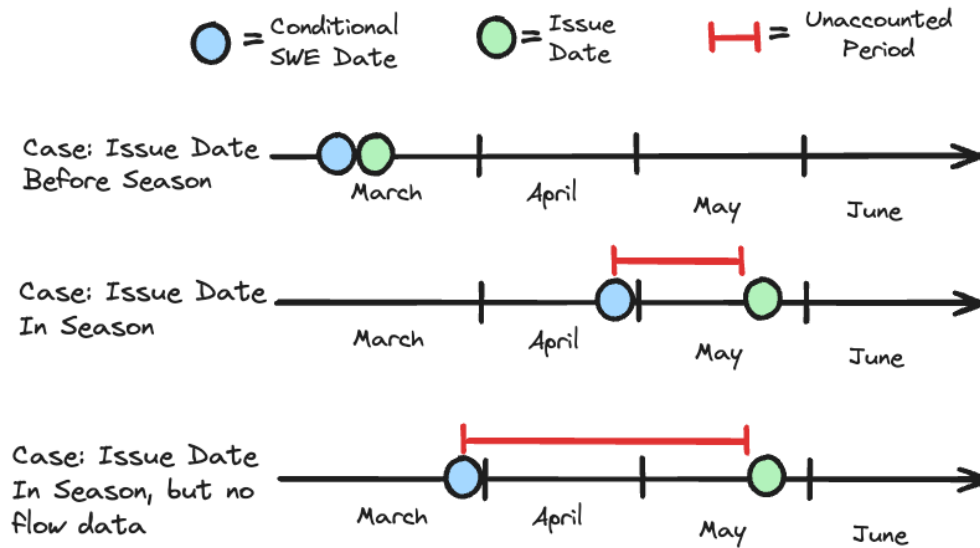 = Conditional
SWE Date
= Issue
Date
= Unaccounted
Period
Case: Issue Date
Before Season
March
April
May
June
Case: Issue Date
In Season
March
April
May
June
Case: Issue Date
In Season, but no
flow data
March
April
May
June